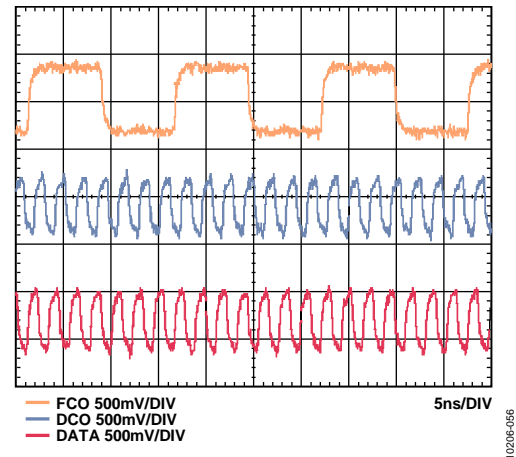 FCO 500mV/DIV
DCO 500mV/DIV
DATA 500mV/DIV
5ns/DIV
10206-056